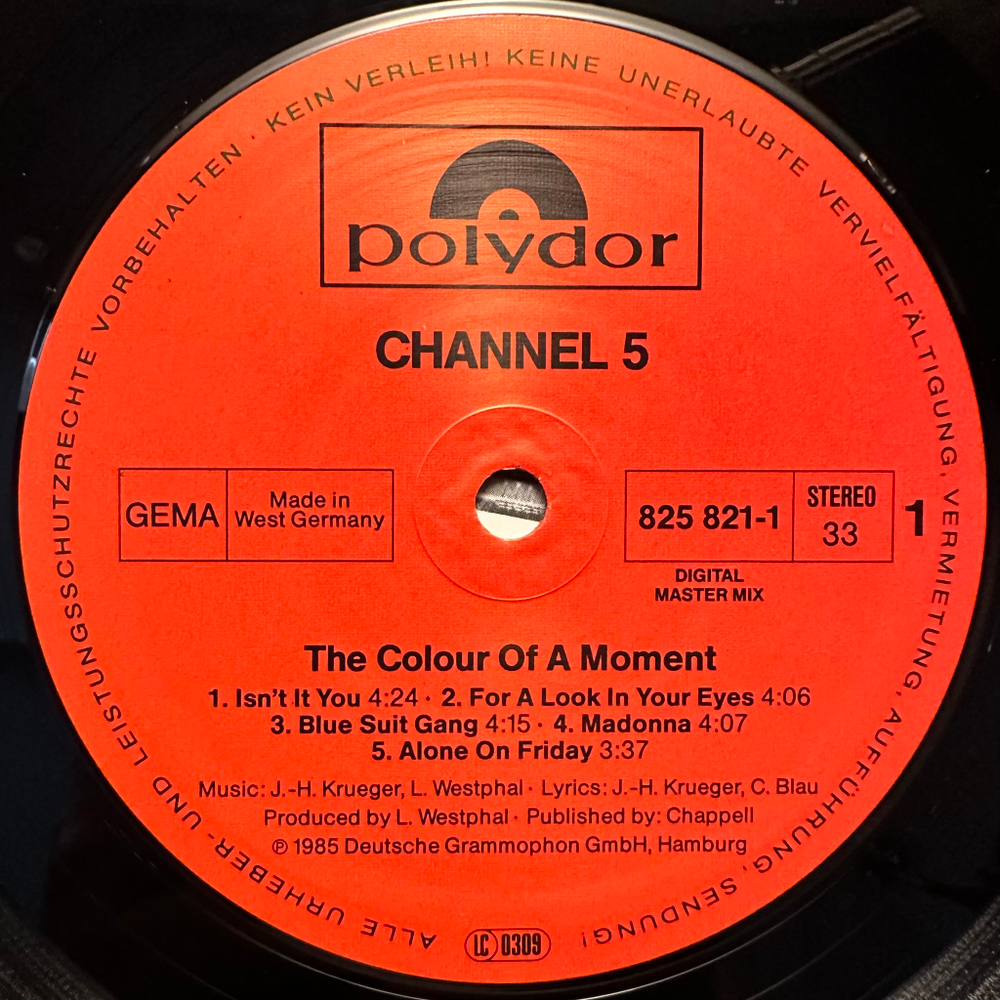 ALLE URHEBER- UND LEISTUNGSSCHUTZRECHTE VORBEHALTEN · KEIN VERLEIH! KEINE UNERLAUBTE VERVIELFÄLTIGUNG, VERMIETUNG, AUFFÜHRUNG, SENDUNG!
polydor
CHANNEL 5
GEMA
Made in
West Germany
825 821-1
STEREO
33
1
DIGITAL
MASTER MIX
The Colour Of A Moment
1. Isn't It You 4:24 · 2. For A Look In Your Eyes 4:06
3. Blue Suit Gang 4:15 · 4. Madonna 4:07
5. Alone On Friday 3:37
Music: J.-H. Krueger, L. Westphal · Lyrics: J.-H. Krueger, C. Blau
Produced by L. Westphal · Published by: Chappell
℗ 1985 Deutsche Grammophon GmbH, Hamburg
LC 0309